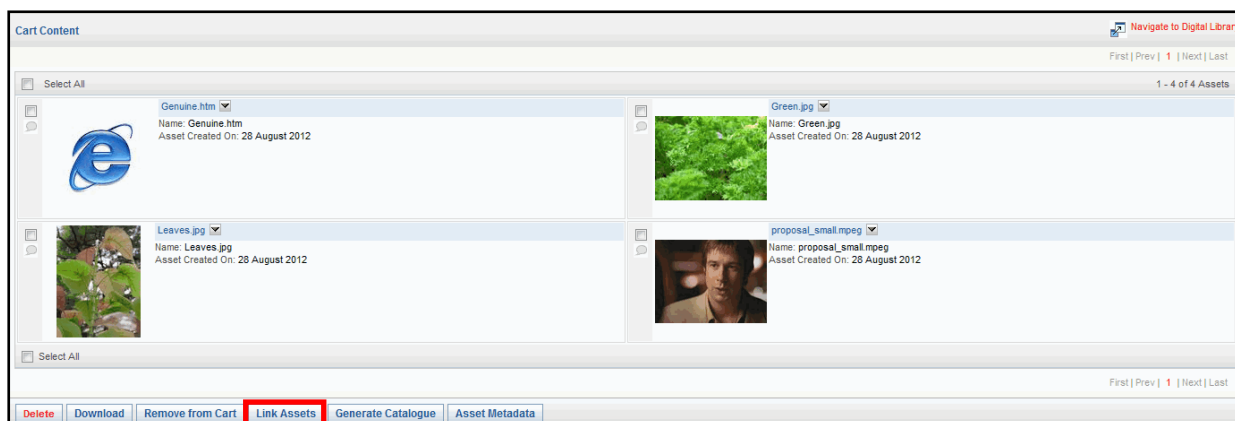 Cart Content
Navigate to Digital Librar
First | Prev | 1 | Next | Last
Select All
1 - 4 of 4 Assets
Genuine.htm
Name: Genuine.htm
Asset Created On: 28 August 2012
Green.jpg
Name: Green.jpg
Asset Created On: 28 August 2012
Leaves.jpg
Name: Leaves.jpg
Asset Created On: 28 August 2012
proposal_small.mpeg
Name: proposal_small.mpeg
Asset Created On: 28 August 2012
Select All
First | Prev | 1 | Next | Last
Delete Download Remove from Cart Link Assets Generate Catalogue Asset Metadata